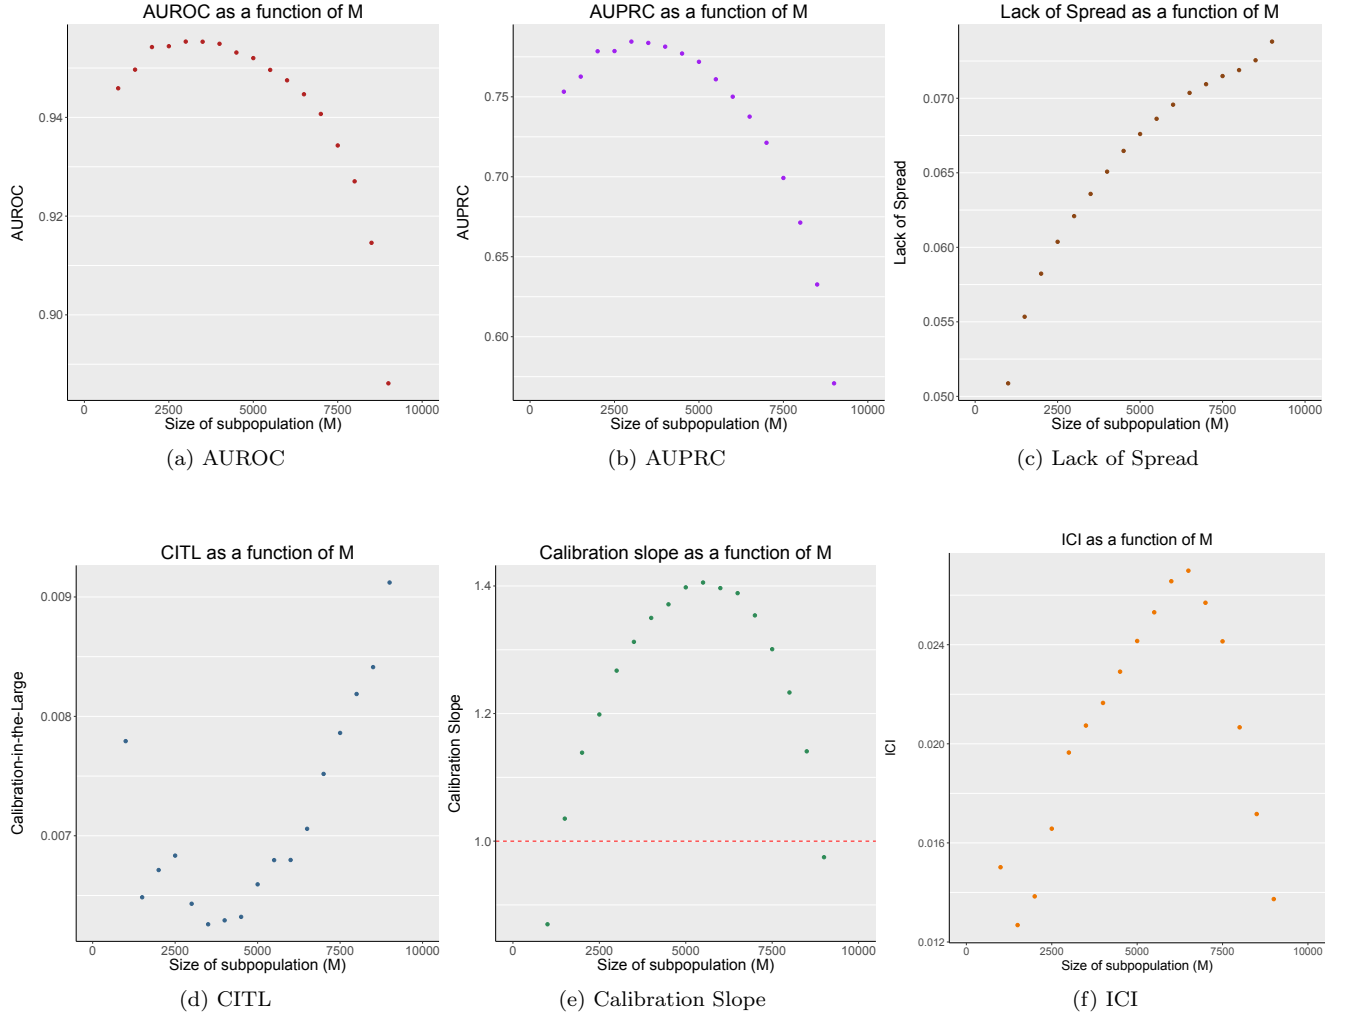 AUROC as a function of M
AUROC
0.94
0.92
0.90
0
2500
5000
7500
10000
Size of subpopulation (M)
(a) AUROC
AUPRC as a function of M
AUPRC
0.75
0.70
0.65
0.60
0
2500
5000
7500
10000
Size of subpopulation (M)
(b) AUPRC
Lack of Spread as a function of M
Lack of Spread
0.070
0.065
0.060
0.055
0.050
0
2500
5000
7500
10000
Size of subpopulation (M)
(c) Lack of Spread
CITL as a function of M
Calibration-in-the-Large
0.009
0.008
0.007
0
2500
5000
7500
10000
Size of subpopulation (M)
(d) CITL
Calibration slope as a function of M
Calibration Slope
1.4
1.2
1.0
0
2500
5000
7500
10000
Size of subpopulation (M)
(e) Calibration Slope
ICI as a function of M
ICI
0.024
0.020
0.016
0.012
0
2500
5000
7500
10000
Size of subpopulation (M)
(f) ICI